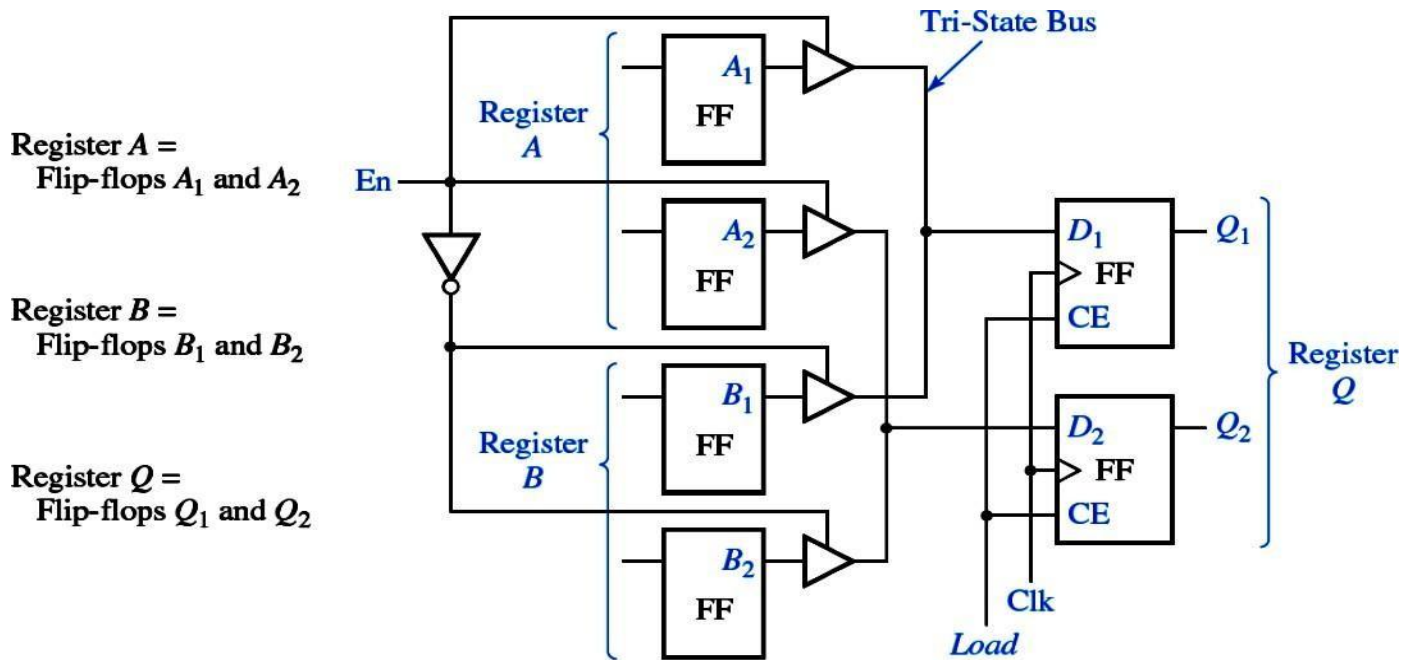 Tri-State Bus
Register A =
Flip-flops A₁ and A₂
Register B =
Flip-flops B₁ and B₂
Register Q =
Flip-flops Q₁ and Q₂
En
Register
A
A₁
FF
A₂
FF
Register
B
B₁
FF
B₂
FF
D₁
FF
CE
Q₁
D₂
FF
CE
Q₂
Register
Q
Clk
Load